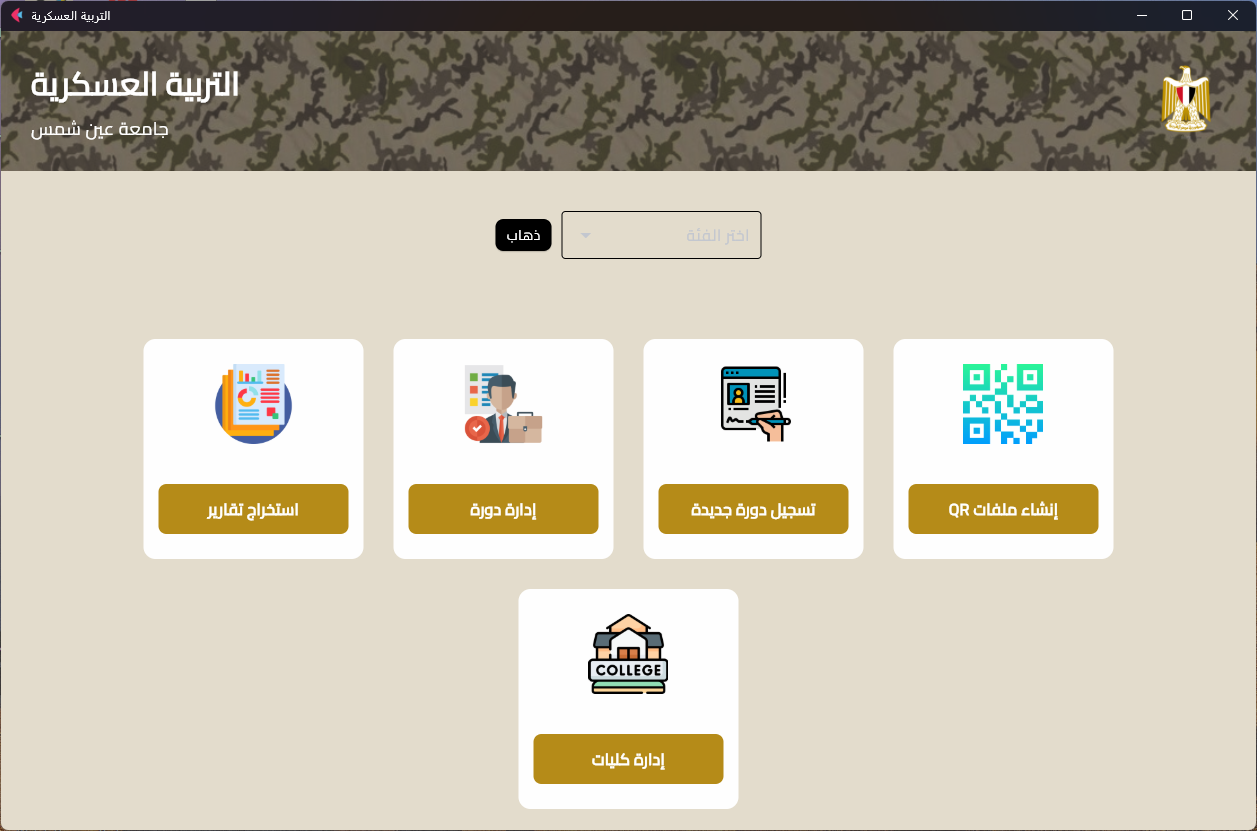 التربية العسكرية
التربية العسكرية
جامعة عين شمس
اختر الفئة
ذهاب
إنشاء ملفات QR
تسجيل دورة جديدة
إدارة دورة
استخراج تقارير
COLLEGE
إدارة كليات